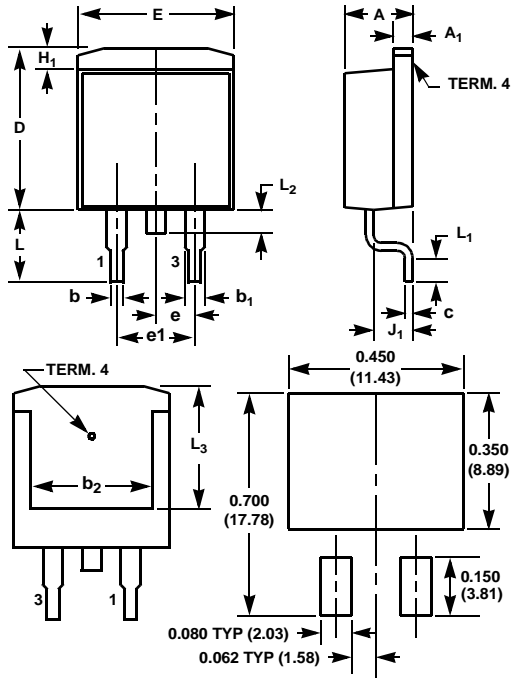 E
A
A1
H1
TERM. 4
D
L2
L
L1
1
3
b
b1
e
c
e1
J1
0.450
(11.43)
TERM. 4
L3
0.350
(8.89)
b2
0.700
(17.78)
0.150
(3.81)
3
1
0.080 TYP (2.03)
0.062 TYP (1.58)